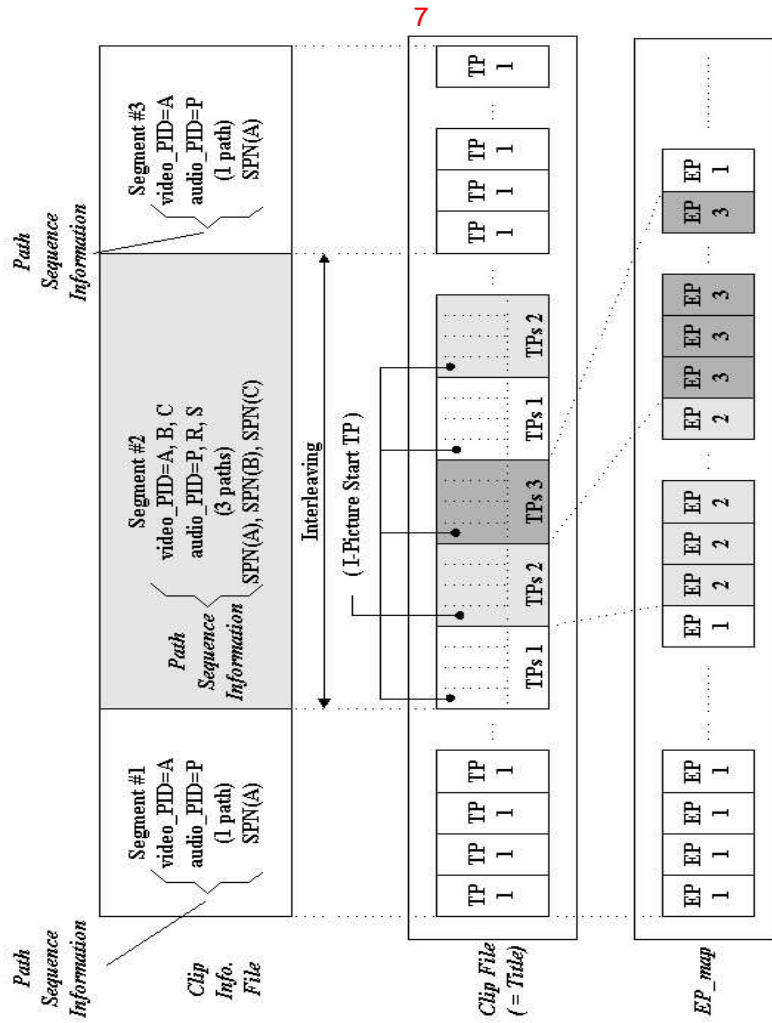 7
Path
Sequence
Information
Path
Sequence
Information
Clip
Info.
File
Segment #1
video_PID=A
audio_PID=P
(1 path)
SPN(A)
Segment #2
video_PID=A, B, C
audio_PID=P, R, S
(3 paths)
SPN(A), SPN(B), SPN(C)
Path
Sequence
Information
Segment #3
video_PID=A
audio_PID=P
(1 path)
SPN(A)
Interleaving
( I-Picture Start TP )
Clip File
( = Title)
TP 1
TP 1
TP 1
TP 1
...
TPs 1
TPs 2
TPs 3
TPs 1
TPs 2
...
TP 1
TP 1
TP 1
...
TP 1
EP_map
EP 1
EP 1
EP 1
EP 1
EP 1
EP 2
EP 2
EP 2
EP 2
EP 3
EP 3
EP 3
EP 3
EP 1